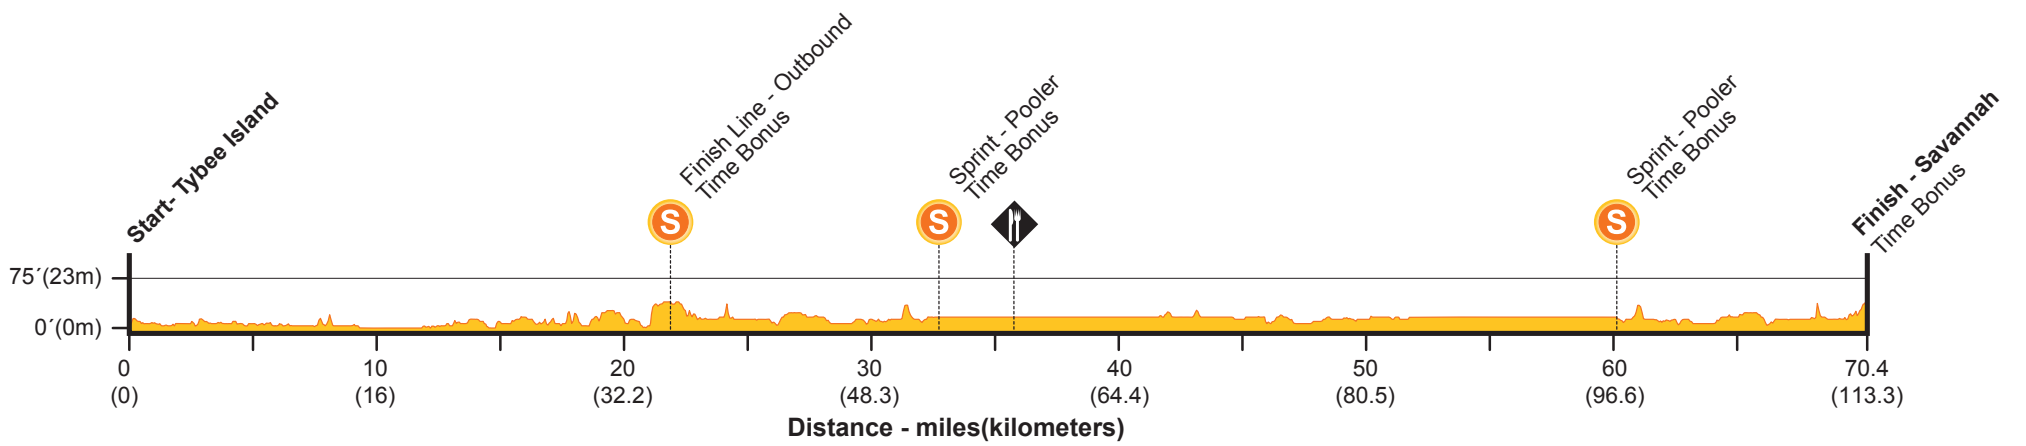 Start- Tybee Island
Finish Line - Outbound
Time Bonus
Sprint - Pooler
Time Bonus
Sprint - Pooler
Time Bonus
Finish - Savannah
Time Bonus
S
S
S
75´(23m)
0´(0m)
0
10
20
30
40
50
60
70.4
(0)
(16)
(32.2)
(48.3)
(64.4)
(80.5)
(96.6)
(113.3)
Distance - miles(kilometers)